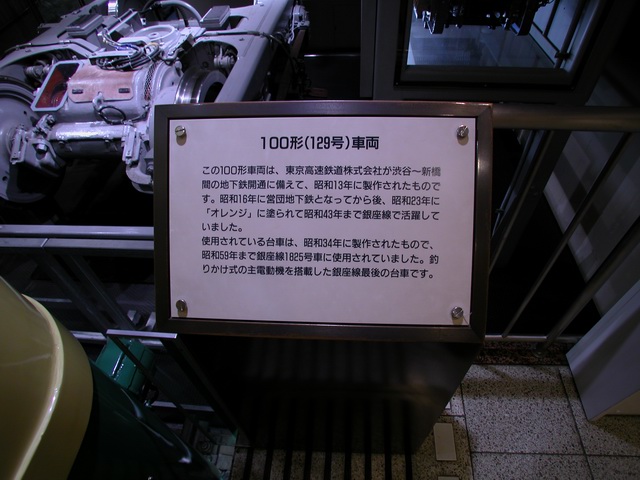 100形(129号)車両
この100形車両は、東京高速鉄道株式会社が渋谷～新橋
間の地下鉄開通に備えて、昭和13年に製作されたもので
す。昭和16年に営団地下鉄となってから後、昭和23年に
「オレンジ」に塗られて昭和43年まで銀座線で活躍して
いました。
使用されている台車は、昭和34年に製作されたもので、
昭和59年まで銀座線1825号車に使用されていました。釣
りかけ式の主電動機を搭載した銀座線最後の台車です。